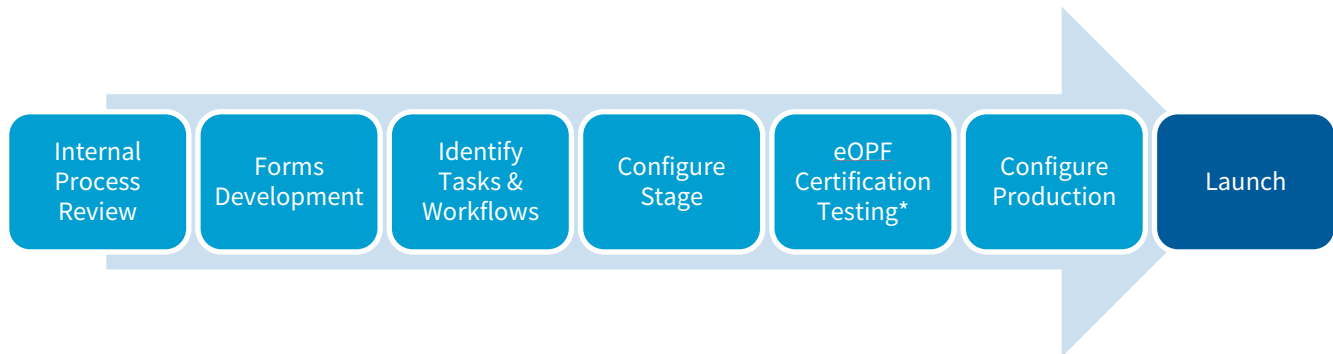 Internal
Process
Review
Forms
Development
Identify
Tasks &
Workflows
Configure
Stage
eOPF
Certification
Testing*
Configure
Production
Launch